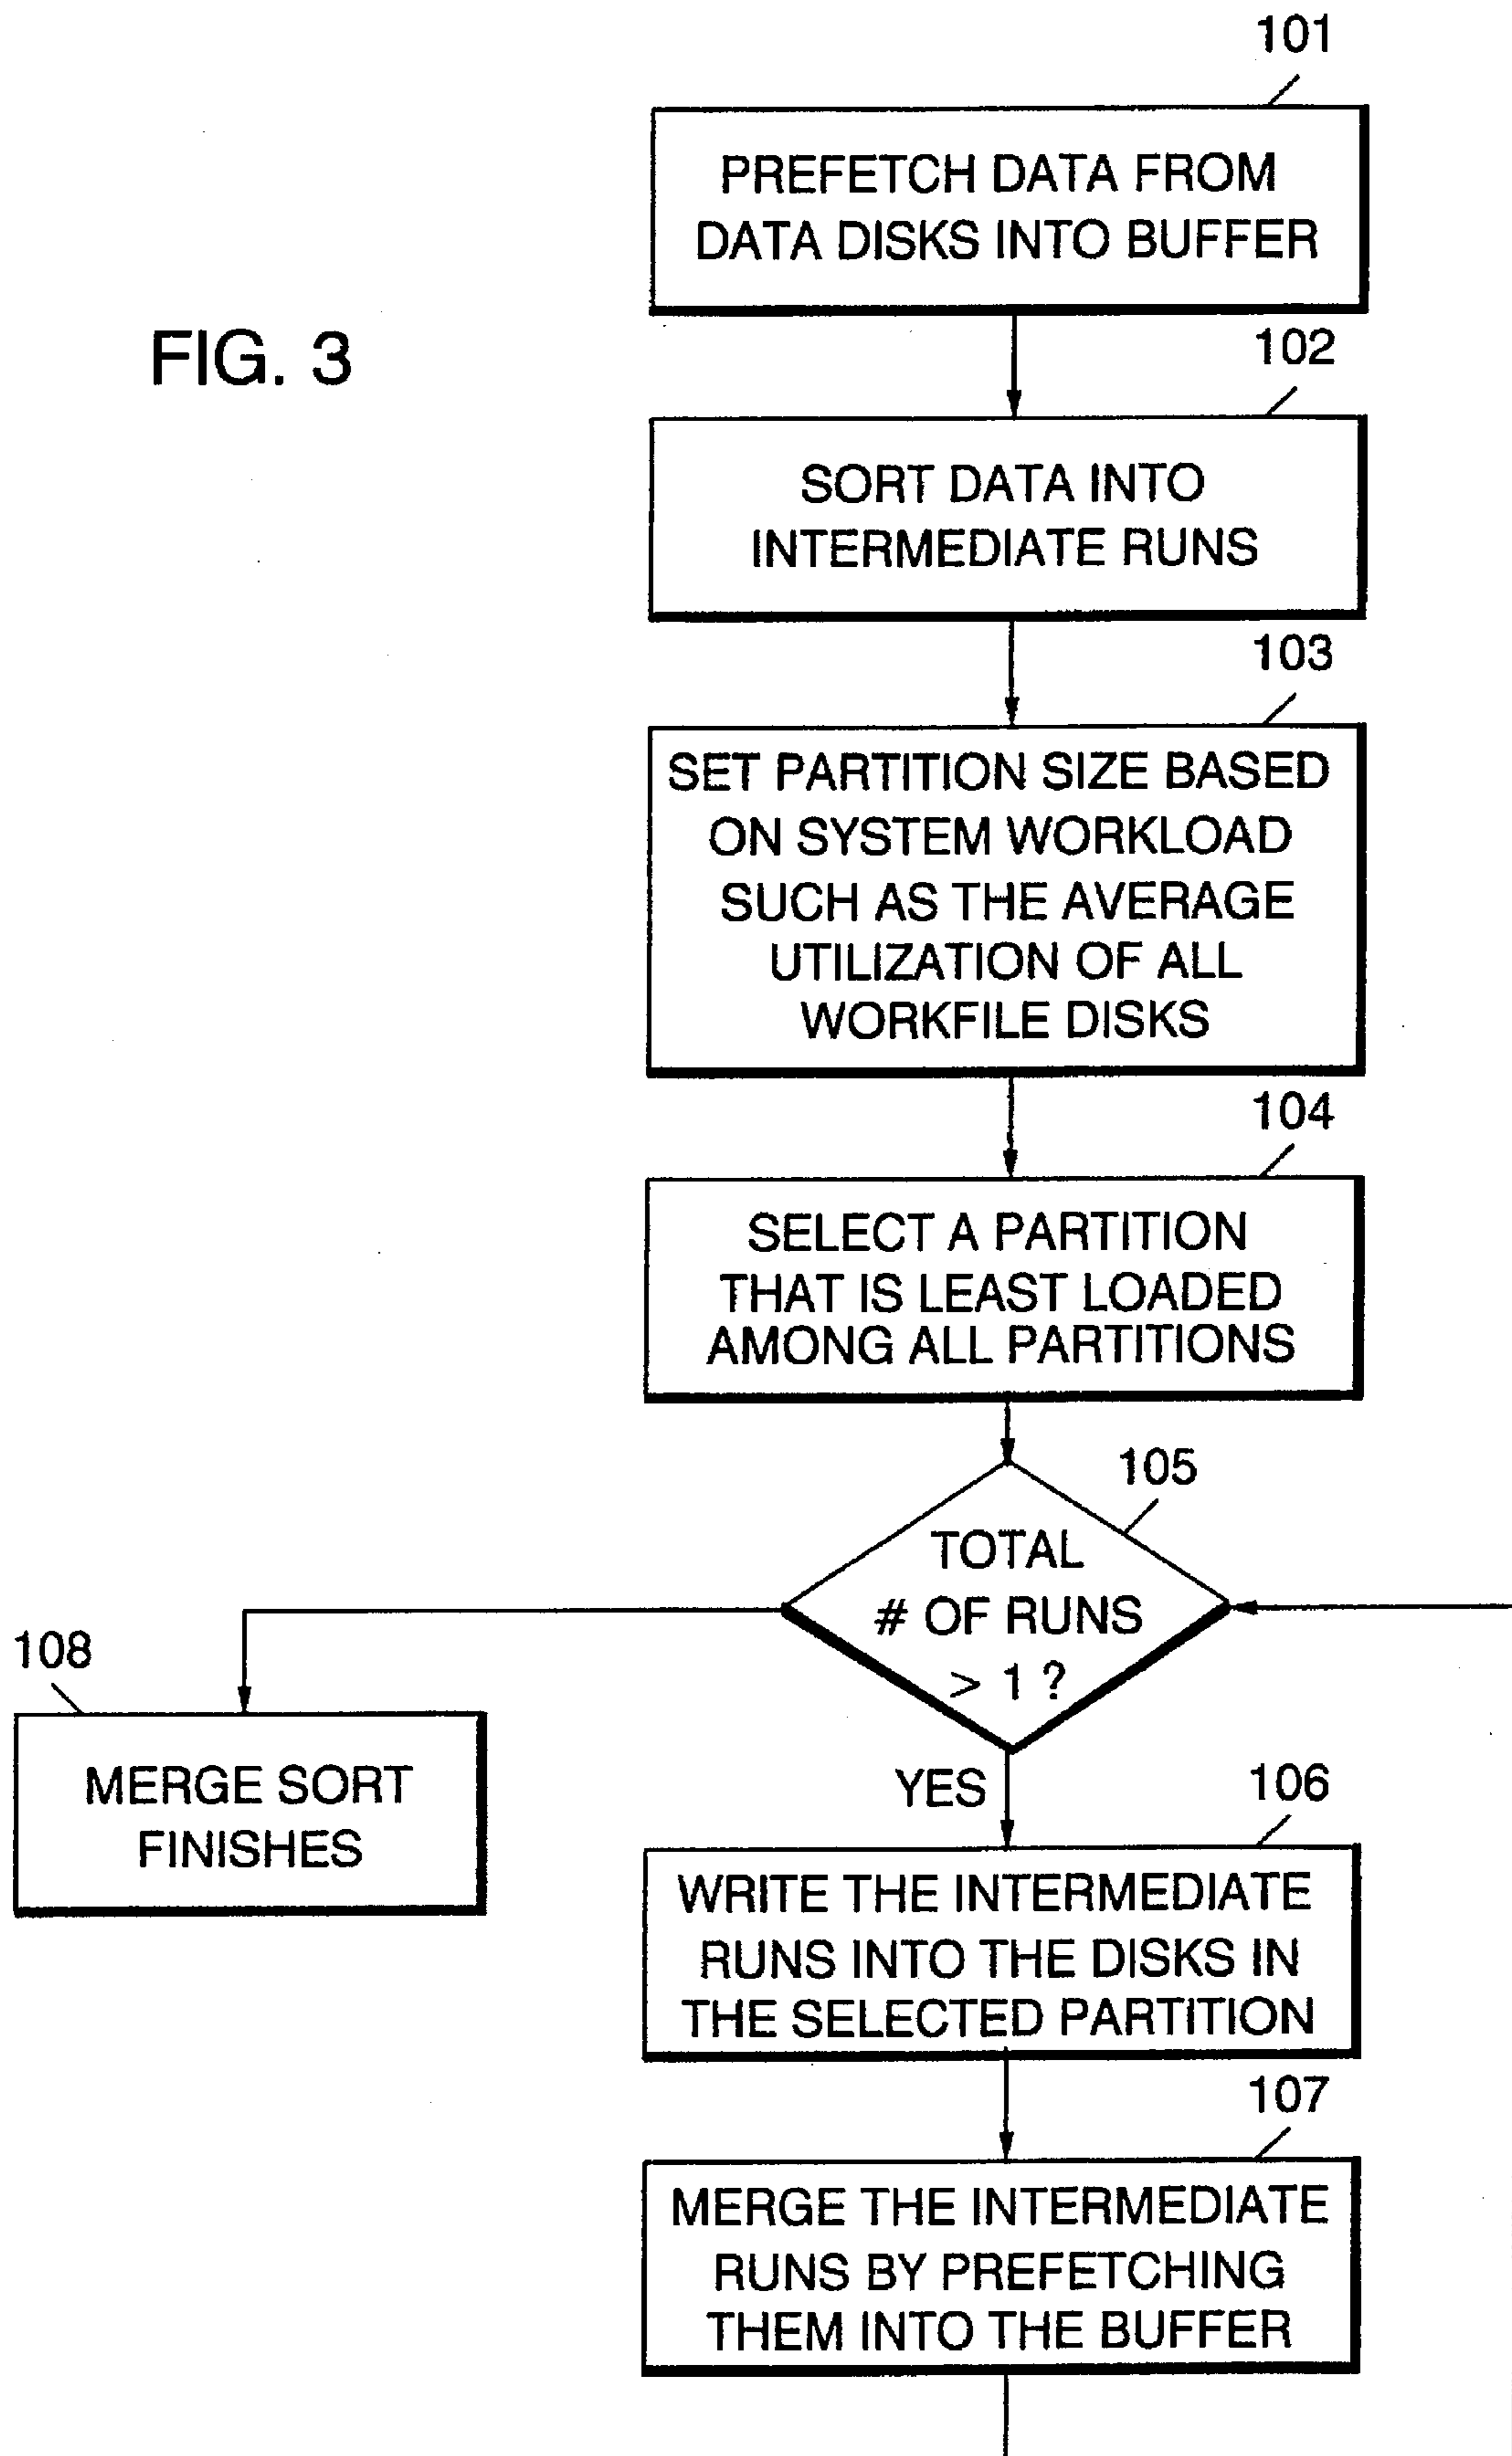 101
PREFETCH DATA FROM
DATA DISKS INTO BUFFER
FIG. 3
102
SORT DATA INTO
INTERMEDIATE RUNS
103
SET PARTITION SIZE BASED
ON SYSTEM WORKLOAD
SUCH AS THE AVERAGE
UTILIZATION OF ALL
WORKFILE DISKS
104
SELECT A PARTITION
THAT IS LEAST LOADED
AMONG ALL PARTITIONS
105
TOTAL
# OF RUNS
> 1 ?
108
MERGE SORT
FINISHES
YES
106
WRITE THE INTERMEDIATE
RUNS INTO THE DISKS IN
THE SELECTED PARTITION
107
MERGE THE INTERMEDIATE
RUNS BY PREFETCHING
THEM INTO THE BUFFER